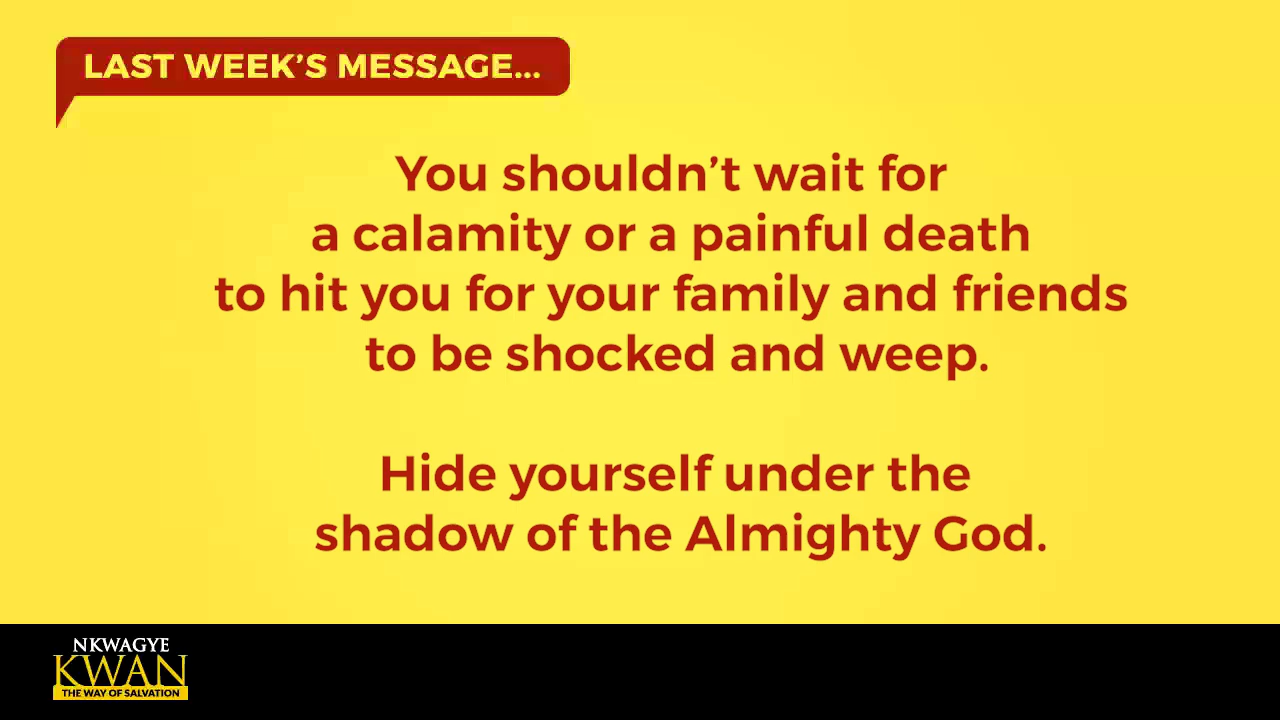 LAST WEEK’S MESSAGE...
You shouldn’t wait for
a calamity or a painful death
to hit you for your family and friends
to be shocked and weep.
Hide yourself under the
shadow of the Almighty God.
NKWAGYE
KWAN
THE WAY OF SALVATION